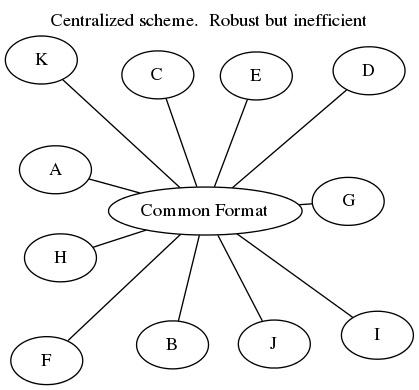 Centralized scheme.  Robust but inefficient
K
C
E
D
A
G
Common Format
H
F
B
J
I